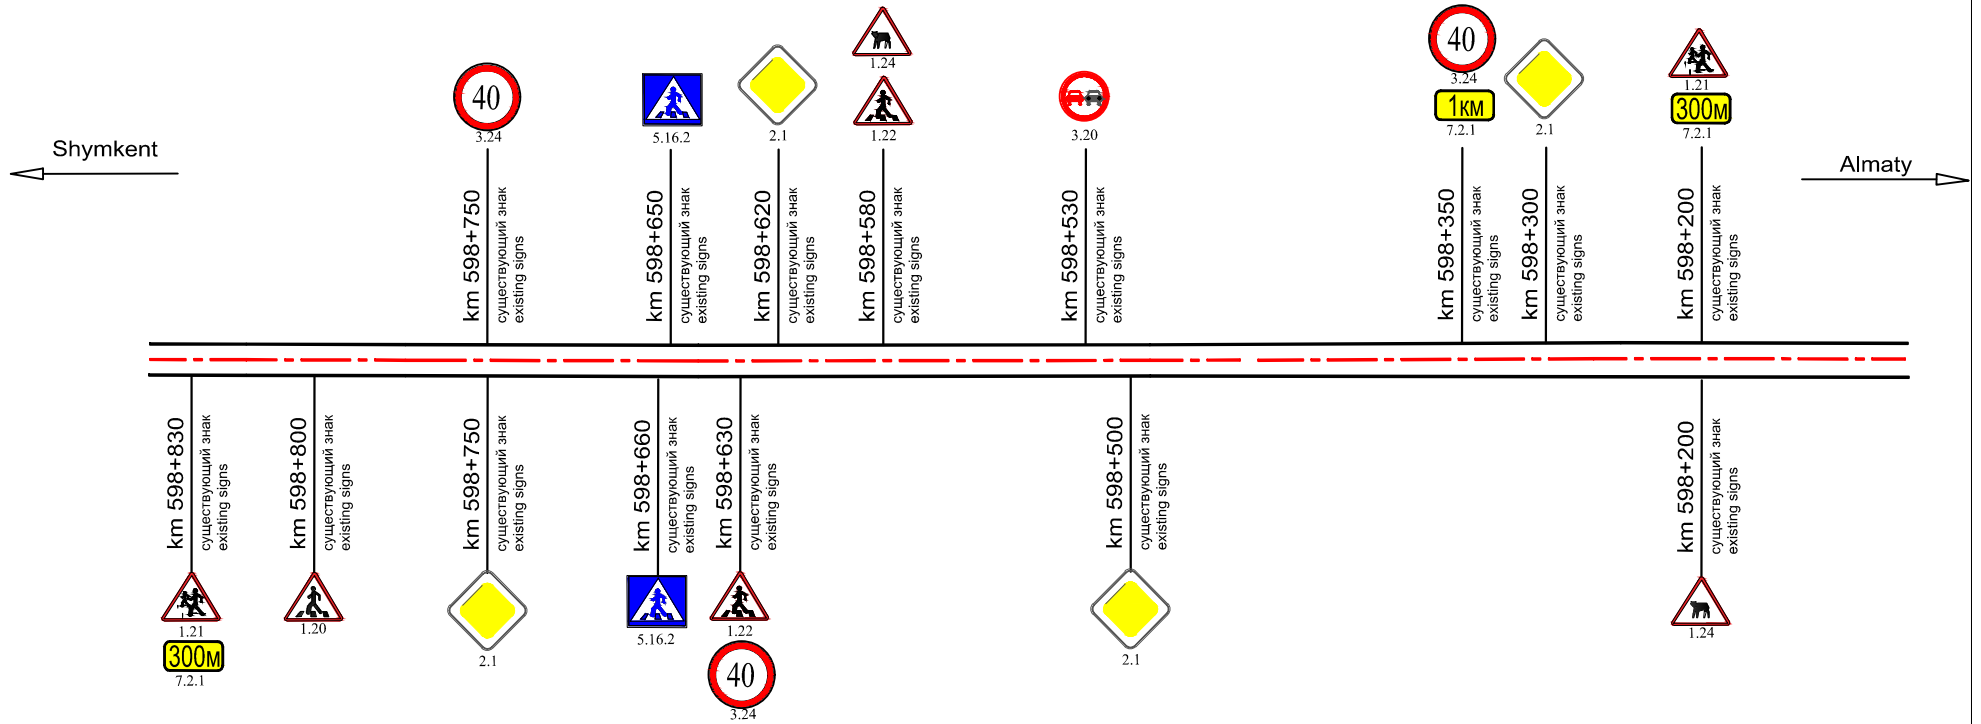 40
3.24
5.16.2
2.1
1.24
1.22
3.20
40
3.24
1км
7.2.1
2.1
1.21
300м
7.2.1
Shymkent
Almaty
km 598+750
существующий знак
existing signs
km 598+650
существующий знак
existing signs
km 598+620
существующий знак
existing signs
km 598+580
существующий знак
existing signs
km 598+530
существующий знак
existing signs
km 598+350
существующий знак
existing signs
km 598+300
существующий знак
existing signs
km 598+200
существующий знак
existing signs
km 598+830
существующий знак
existing signs
km 598+800
существующий знак
existing signs
km 598+750
существующий знак
existing signs
km 598+660
существующий знак
existing signs
km 598+630
существующий знак
existing signs
km 598+500
существующий знак
existing signs
km 598+200
существующий знак
existing signs
1.21
300м
7.2.1
1.20
2.1
5.16.2
1.22
40
3.24
2.1
1.24